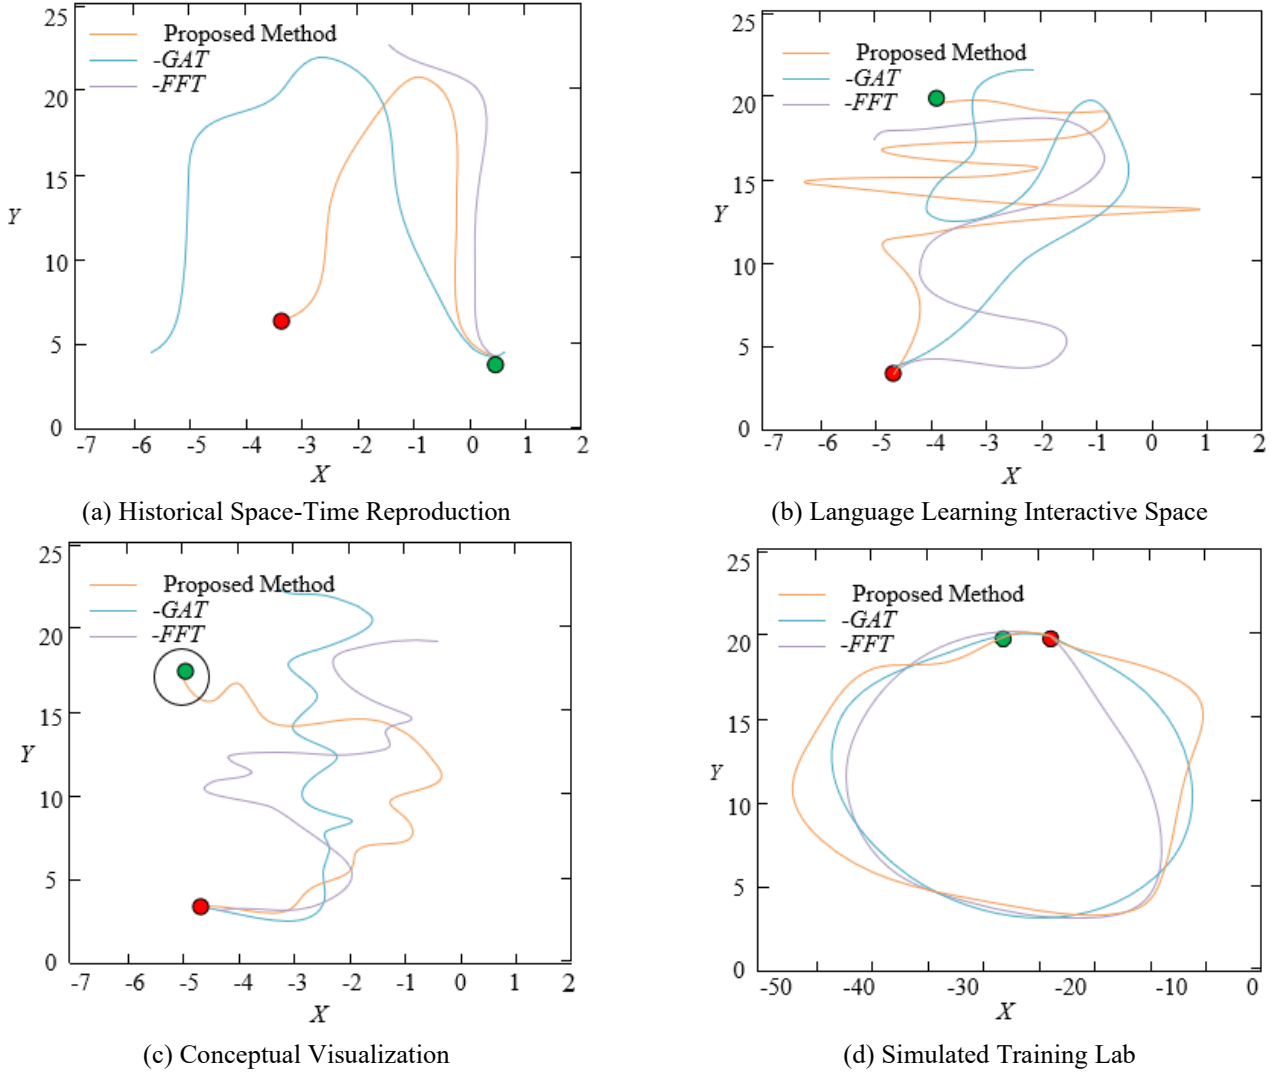 25
Proposed Method
-GAT
-FFT
20
15
Y
10
5
0
-7 -6 -5 -4 -3 -2 -1 0 1 2
X
(a) Historical Space-Time Reproduction
25
Proposed Method
-GAT
-FFT
20
15
Y
10
5
0
-7 -6 -5 -4 -3 -2 -1 0 1 2
X
(b) Language Learning Interactive Space
25
Proposed Method
-GAT
-FFT
20
15
Y
10
5
0
-7 -6 -5 -4 -3 -2 -1 0 1 2
X
(c) Conceptual Visualization
25
Proposed Method
-GAT
-FFT
20
15
Y
10
5
0
-50 -40 -30 -20 -10 0
X
(d) Simulated Training Lab